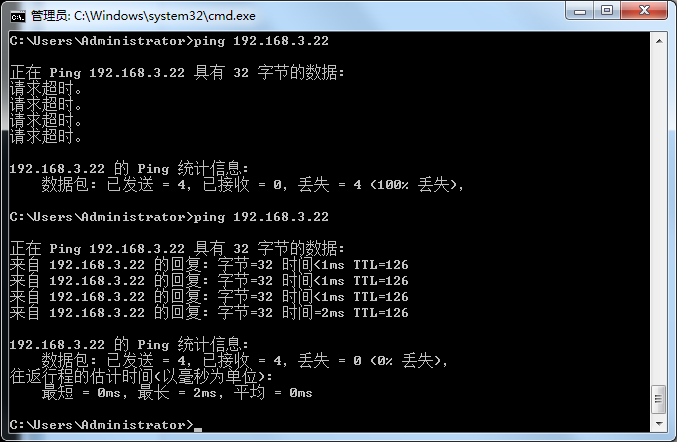 管理员: C:\Windows\system32\cmd.exe
C:\Users\Administrator>ping 192.168.3.22
正在 Ping 192.168.3.22 具有 32 字节的数据:
请求超时。
请求超时。
请求超时。
请求超时。
192.168.3.22 的 Ping 统计信息:
数据包: 已发送 = 4, 已接收 = 0, 丢失 = 4 (100% 丢失),
C:\Users\Administrator>ping 192.168.3.22
正在 Ping 192.168.3.22 具有 32 字节的数据:
来自 192.168.3.22 的回复: 字节=32 时间<1ms TTL=126
来自 192.168.3.22 的回复: 字节=32 时间<1ms TTL=126
来自 192.168.3.22 的回复: 字节=32 时间<1ms TTL=126
来自 192.168.3.22 的回复: 字节=32 时间=2ms TTL=126
192.168.3.22 的 Ping 统计信息:
数据包: 已发送 = 4, 已接收 = 4, 丢失 = 0 (0% 丢失),
往返行程的估计时间(以毫秒为单位):
最短 = 0ms, 最长 = 2ms, 平均 = 0ms
C:\Users\Administrator>_